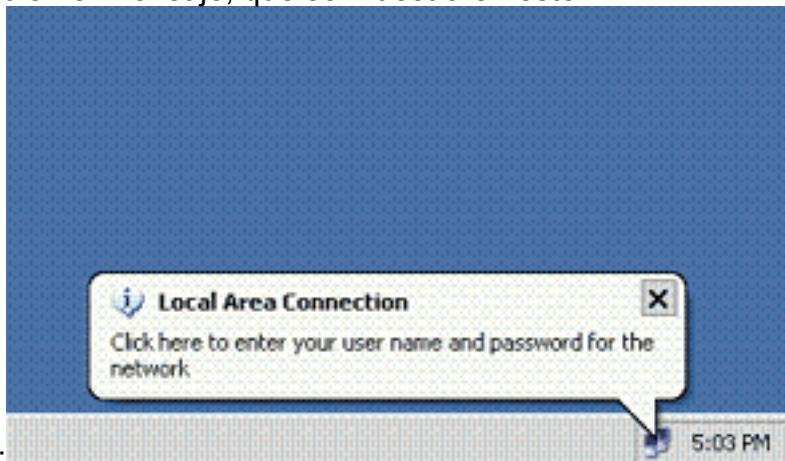 Local Area Connection
Click here to enter your user name and password for the
network
5:03 PM
.